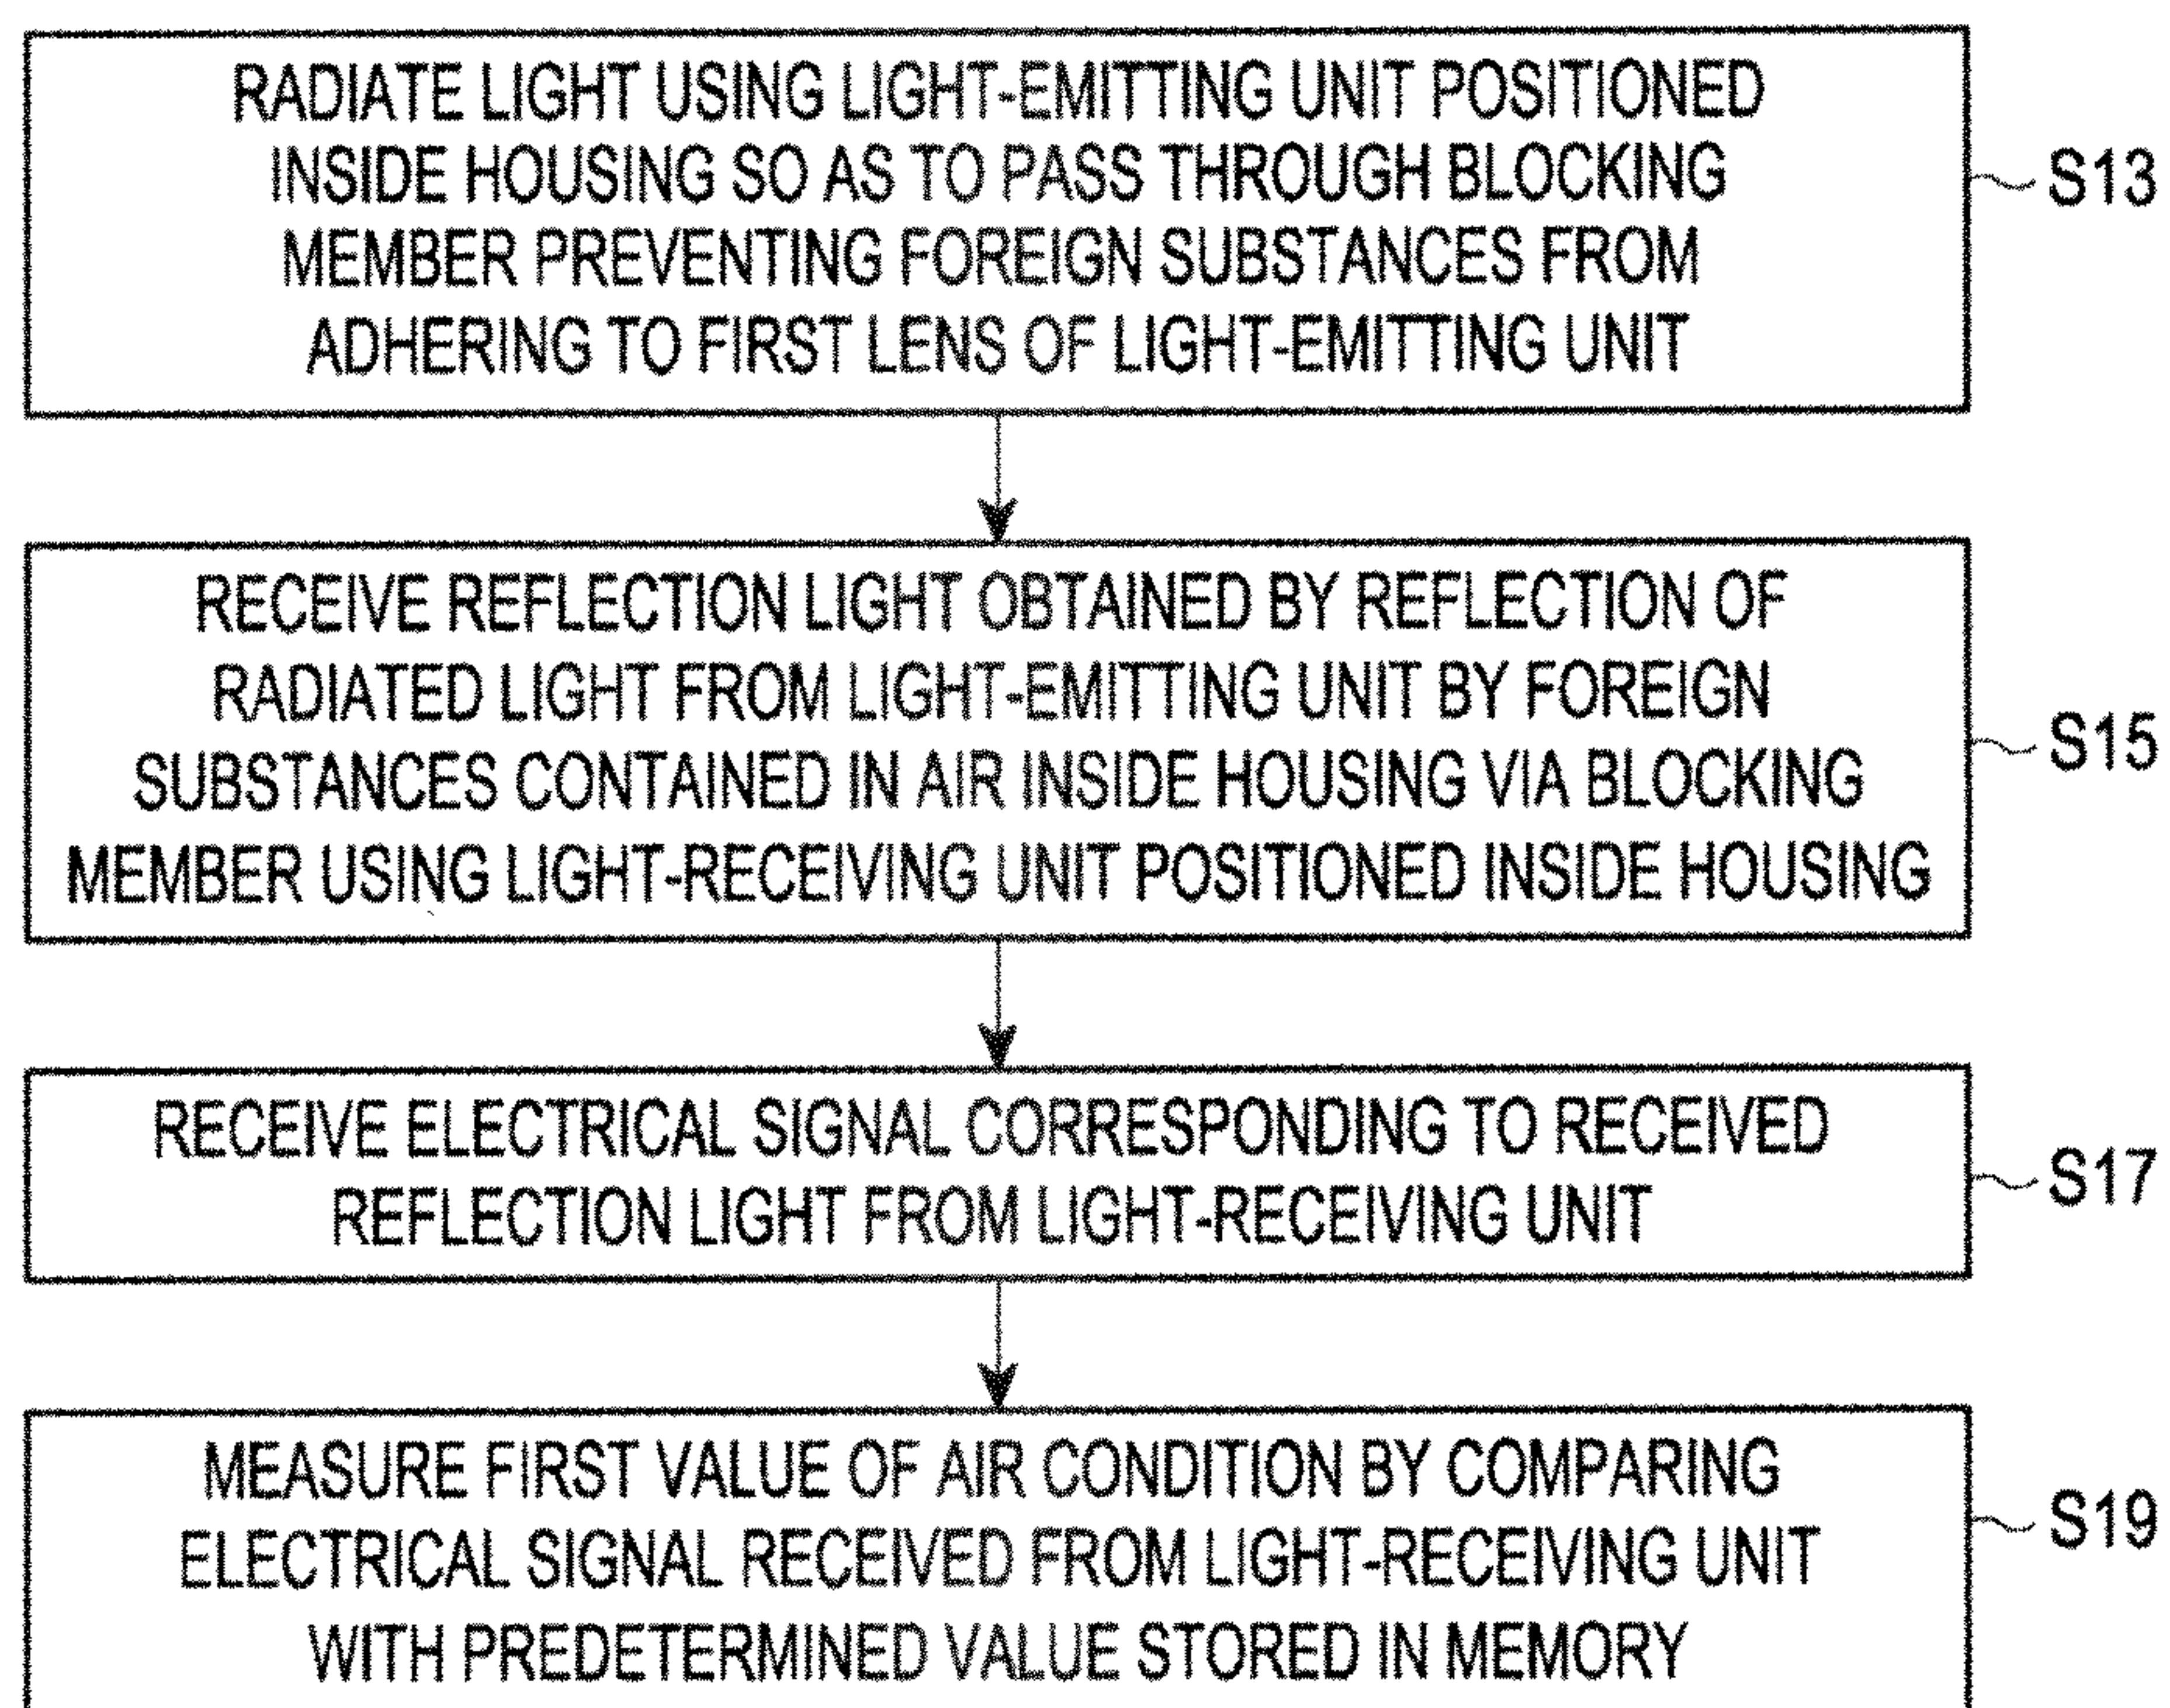 RADIATE LIGHT USING LIGHT-EMITTING UNIT POSITIONED
INSIDE HOUSING SO AS TO PASS THROUGH BLOCKING
MEMBER PREVENTING FOREIGN SUBSTANCES FROM
ADHERING TO FIRST LENS OF LIGHT-EMITTING UNIT
S13
RECEIVE REFLECTION LIGHT OBTAINED BY REFLECTION OF
RADIATED LIGHT FROM LIGHT-EMITTING UNIT BY FOREIGN
SUBSTANCES CONTAINED IN AIR INSIDE HOUSING VIA BLOCKING
MEMBER USING LIGHT-RECEIVING UNIT POSITIONED INSIDE HOUSING
S15
RECEIVE ELECTRICAL SIGNAL CORRESPONDING TO RECEIVED
REFLECTION LIGHT FROM LIGHT-RECEIVING UNIT
S17
MEASURE FIRST VALUE OF AIR CONDITION BY COMPARING
ELECTRICAL SIGNAL RECEIVED FROM LIGHT-RECEIVING UNIT
WITH PREDETERMINED VALUE STORED IN MEMORY
S19